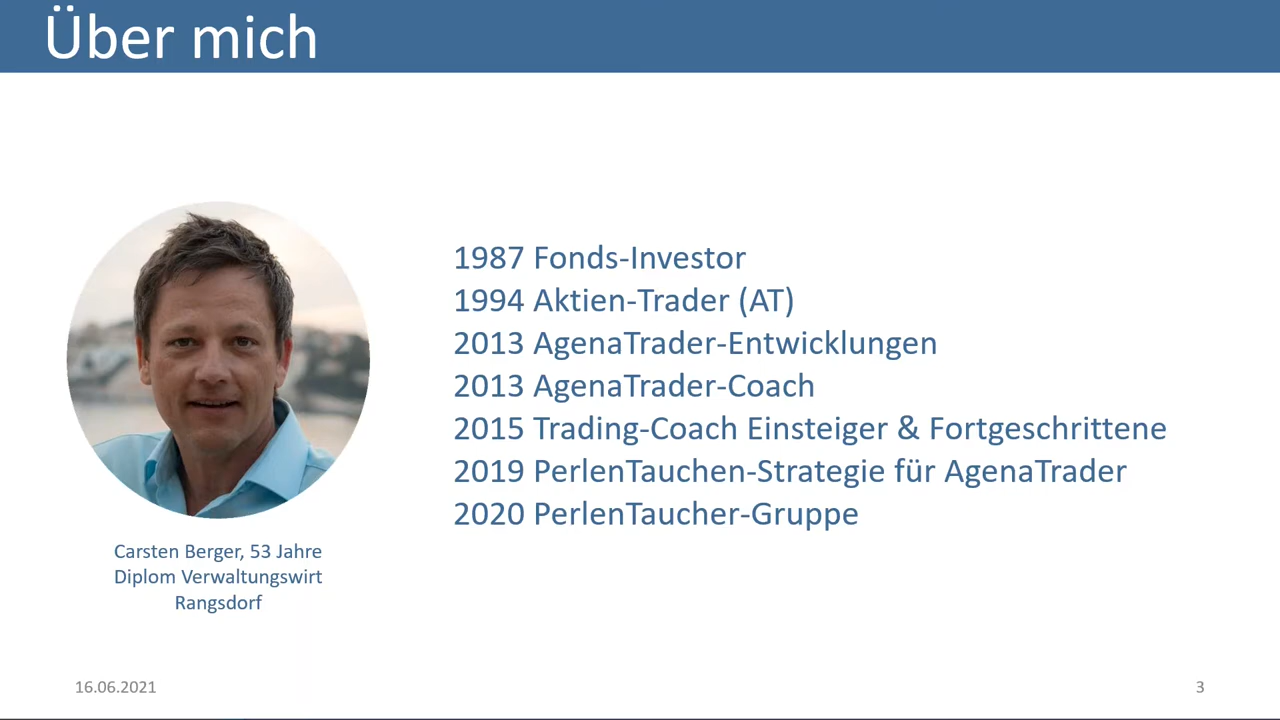 Über mich
1987 Fonds-Investor
1994 Aktien-Trader (AT)
2013 AgenaTrader-Entwicklungen
2013 AgenaTrader-Coach
2015 Trading-Coach Einsteiger & Fortgeschrittene
2019 PerlenTauchen-Strategie für AgenaTrader
2020 PerlenTaucher-Gruppe
Carsten Berger, 53 Jahre
Diplom Verwaltungswirt
Rangsdorf
16.06.2021
3